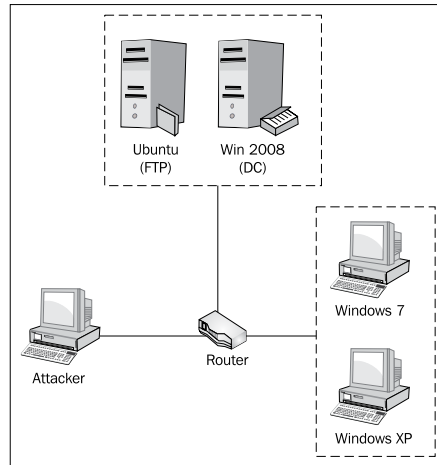 Ubuntu
(FTP)
Win 2008
(DC)
Windows 7
Attacker
Router
Windows XP